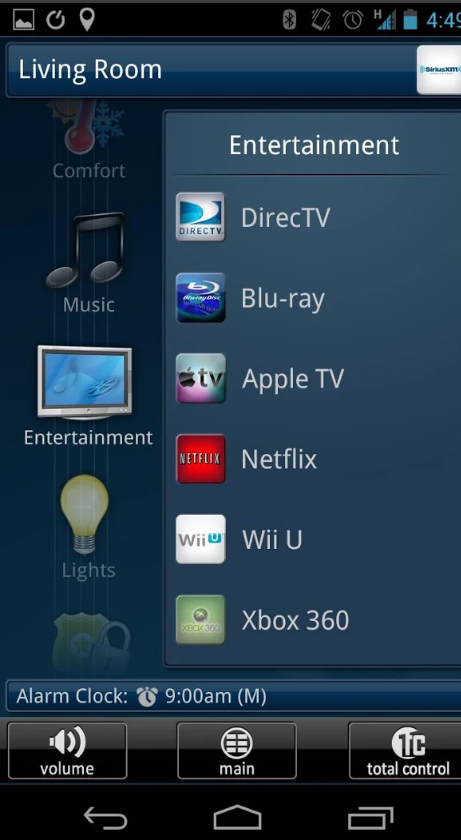 H 4:49
Living Room
SiriusXM
Comfort
Music
Entertainment
Lights
Entertainment
DIRECTV DirecTV
Blu-ray Disc Blu-ray
tv Apple TV
NETFLIX Netflix
Wii U Wii U
XBOX 360 Xbox 360
Alarm Clock: 9:00am (M)
volume
main
1TC total control